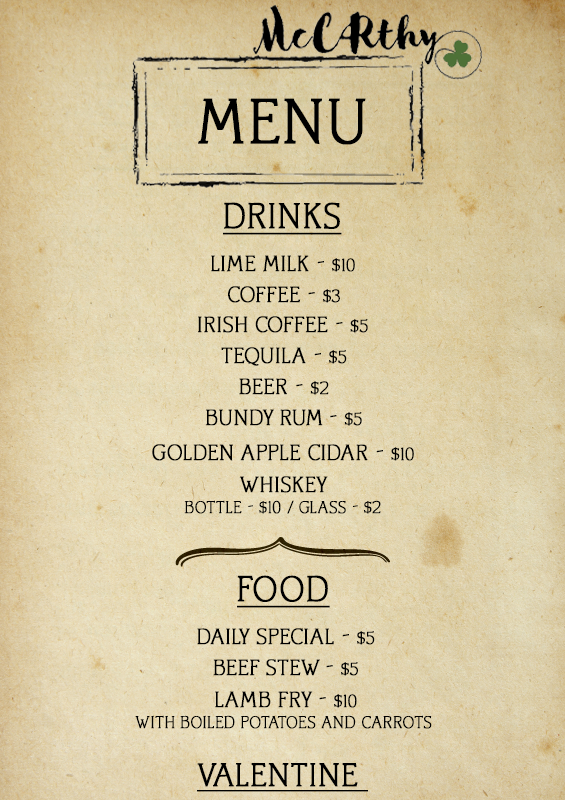 McCARthy
MENU
DRINKS
LIME MILK - $10
COFFEE - $3
IRISH COFFEE - $5
TEQUILA - $5
BEER - $2
BUNDY RUM - $5
GOLDEN APPLE CIDAR - $10
WHISKEY
BOTTLE - $10 / GLASS - $2
FOOD
DAILY SPECIAL - $5
BEEF STEW - $5
LAMB FRY - $10
WITH BOILED POTATOES AND CARROTS
VALENTINE